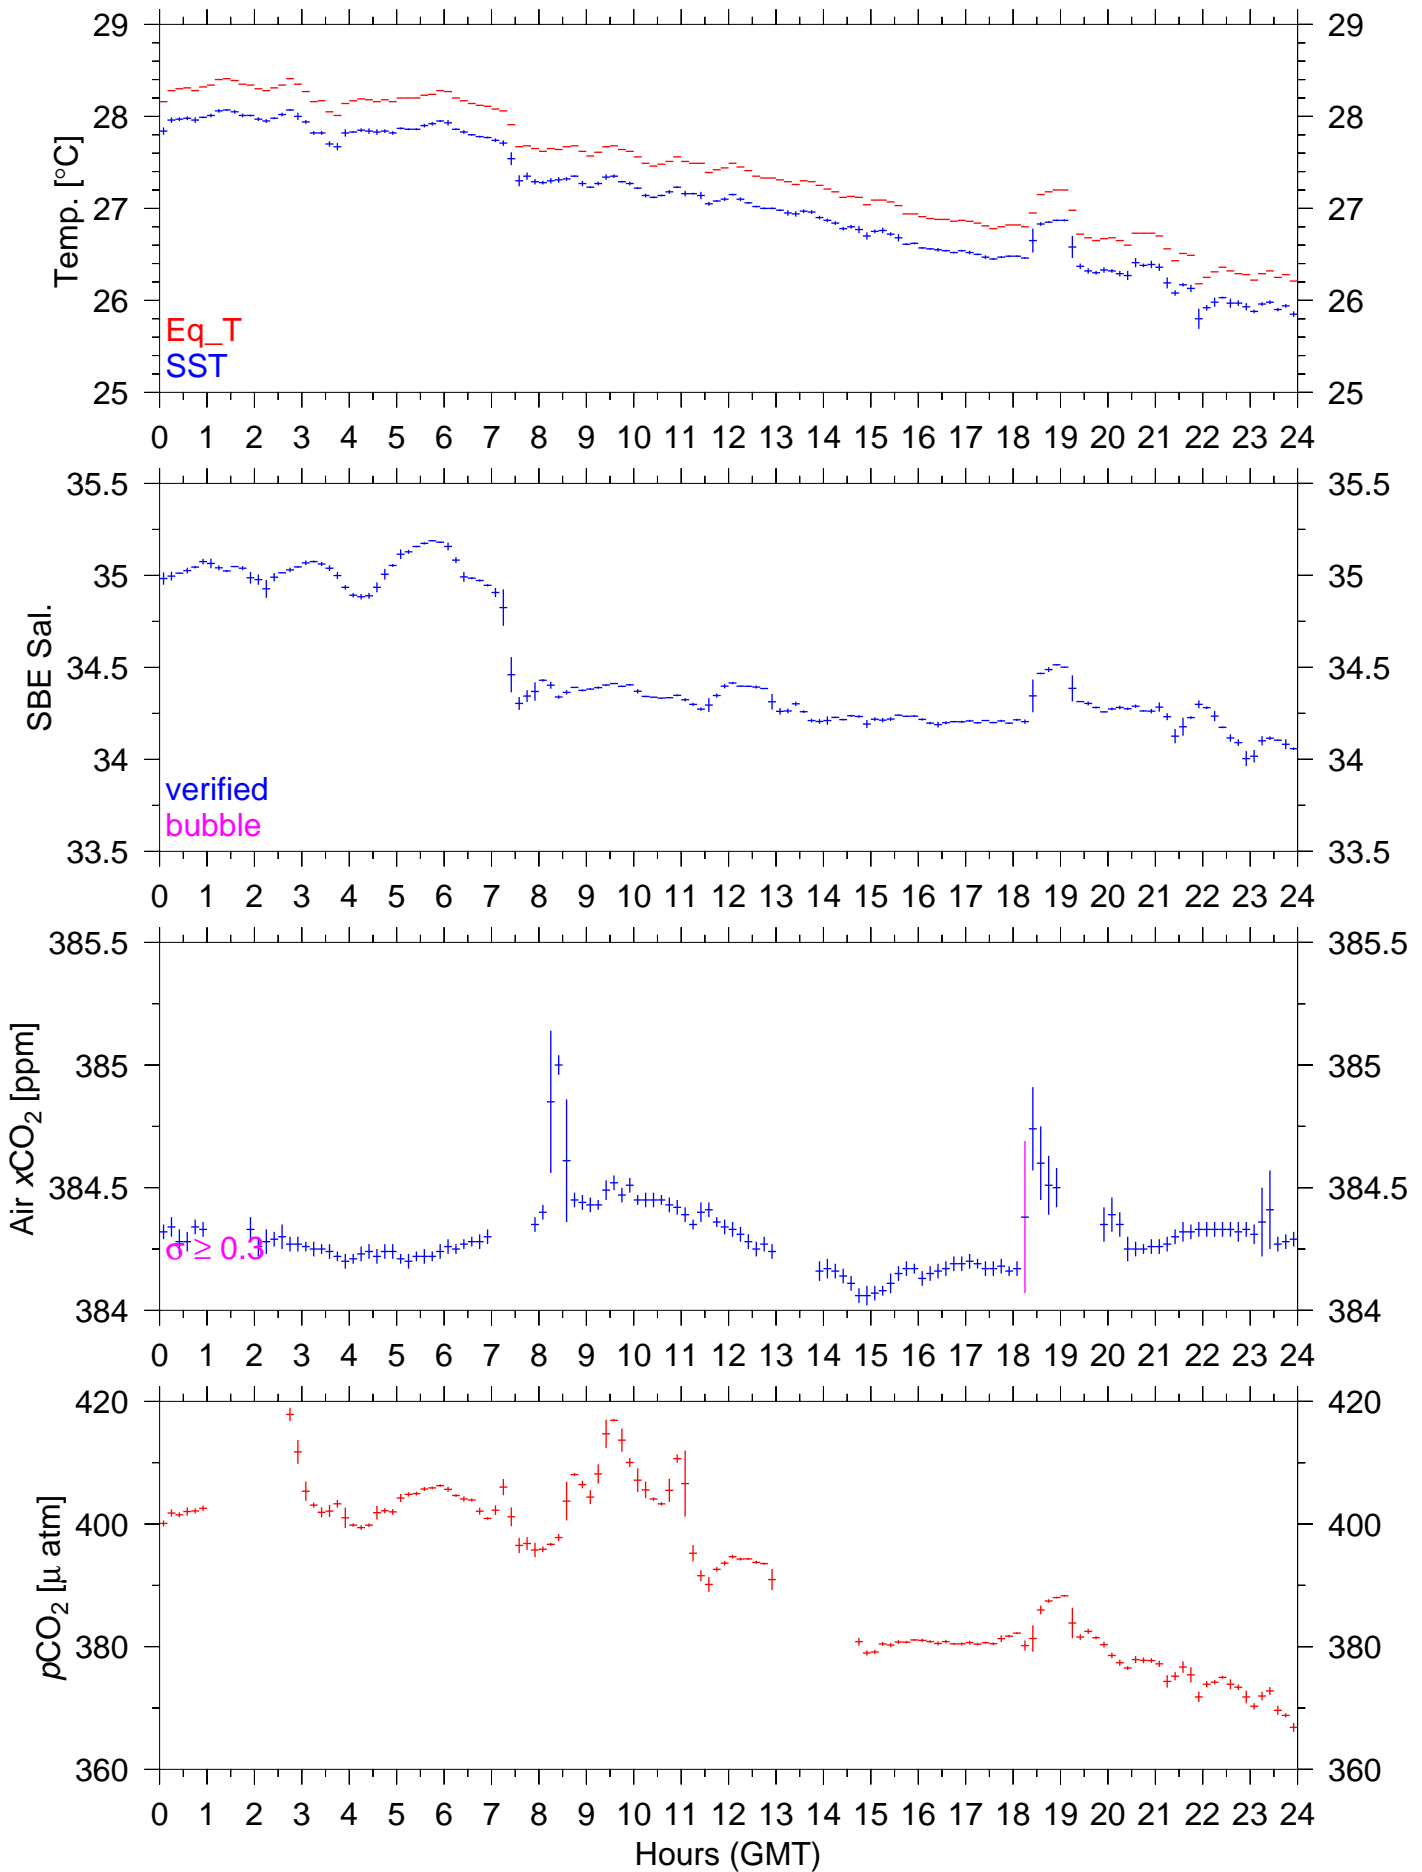 29 29
28 28
27 27
26 26
25 25
Temp. [°C]
Eq_T
SST
0 1 2 3 4 5 6 7 8 9 10 11 12 13 14 15 16 17 18 19 20 21 22 23 24
35.5 35.5
35 35
34.5 34.5
34 34
33.5 33.5
SBE Sal.
verified
bubble
0 1 2 3 4 5 6 7 8 9 10 11 12 13 14 15 16 17 18 19 20 21 22 23 24
385.5 385.5
385 385
384.5 384.5
384 384
Air xCO₂ [ppm]
σ ≥ 0.3
0 1 2 3 4 5 6 7 8 9 10 11 12 13 14 15 16 17 18 19 20 21 22 23 24
420 420
400 400
380 380
360 360
pCO₂ [μ atm]
0 1 2 3 4 5 6 7 8 9 10 11 12 13 14 15 16 17 18 19 20 21 22 23 24
Hours (GMT)